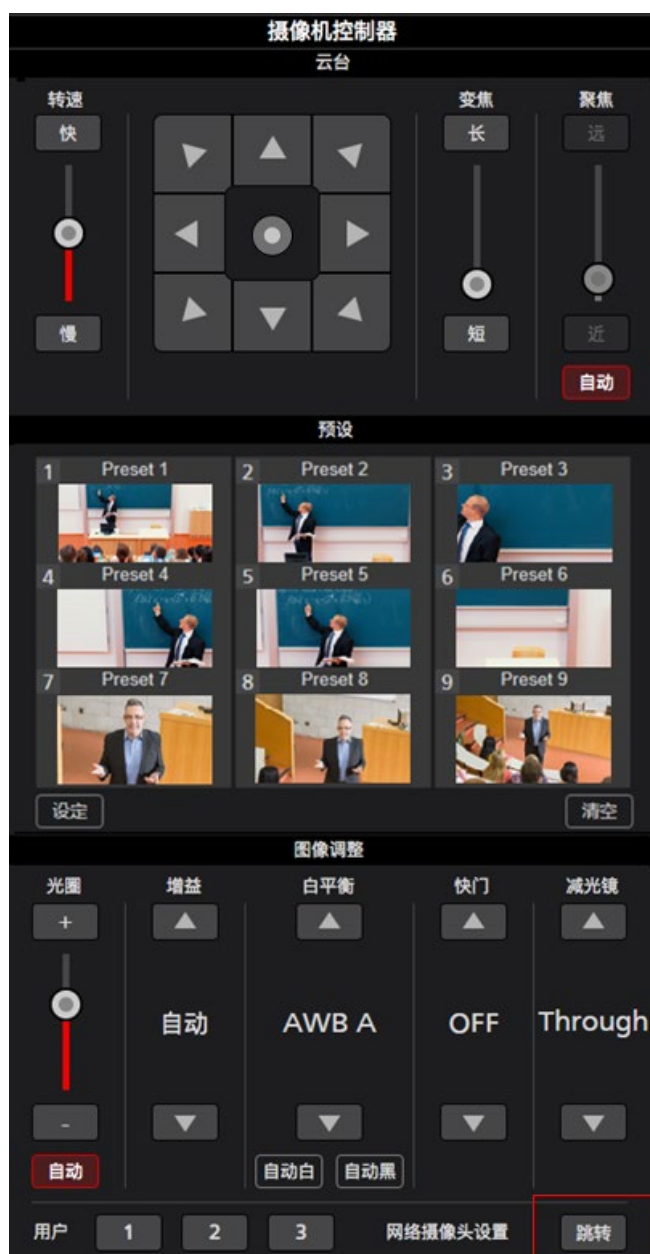 摄像机控制器
云台
转速 变焦 聚焦
快 长 远
慢 短 近
自动
预设
1 Preset 1 2 Preset 2 3 Preset 3
4 Preset 4 5 Preset 5 6 Preset 6
7 Preset 7 8 Preset 8 9 Preset 9
设定 清空
图像调整
光圈 增益 白平衡 快门 减光镜
+
自动 AWB A OFF Through
-
自动 自动白 自动黑
用户 1 2 3 网络摄像头设置 跳转